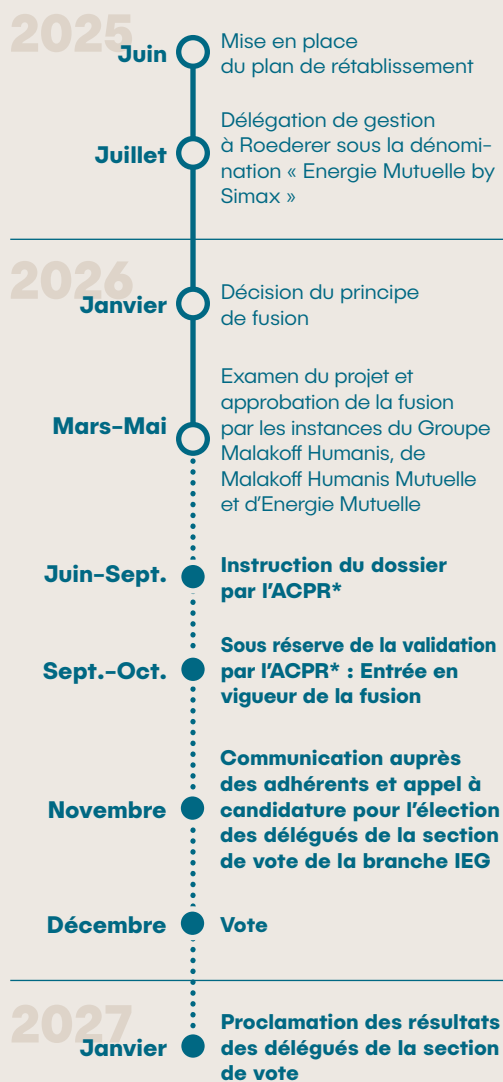 2025
Juin
Mise en place
du plan de rétablissement
Juillet
Délégation de gestion
à Roederer sous la dénomi-
nation « Energie Mutuelle by
Simax »
2026
Janvier
Décision du principe
de fusion
Mars-Mai
Examen du projet et
approbation de la fusion
par les instances du Groupe
Malakoff Humanis, de
Malakoff Humanis Mutuelle
et d'Energie Mutuelle
Juin-Sept.
Instruction du dossier
par l'ACPR*
Sept.-Oct.
Sous réserve de la validation
par l'ACPR* : Entrée en
vigueur de la fusion
Novembre
Communication auprès
des adhérents et appel à
candidature pour l'élection
des délégués de la section
de vote de la branche IEG
Décembre
Vote
2027
Janvier
Proclamation des résultats
des délégués de la section
de vote